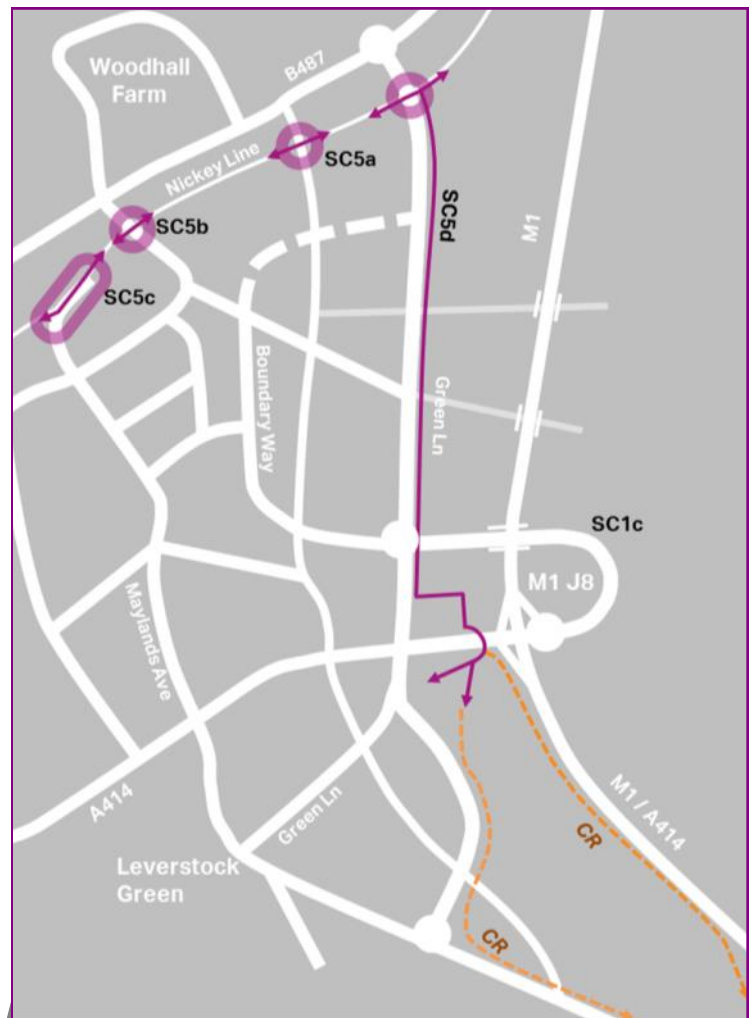 Woodhall
Farm
B487
Nickey Line
SC5a
SC5b
SC5c
SC5d
M1
Boundary Way
Green Ln
SC1c
M1 J8
Maylands Ave
A414
Green Ln
Leverstock
Green
M1 / A414
CR
CR